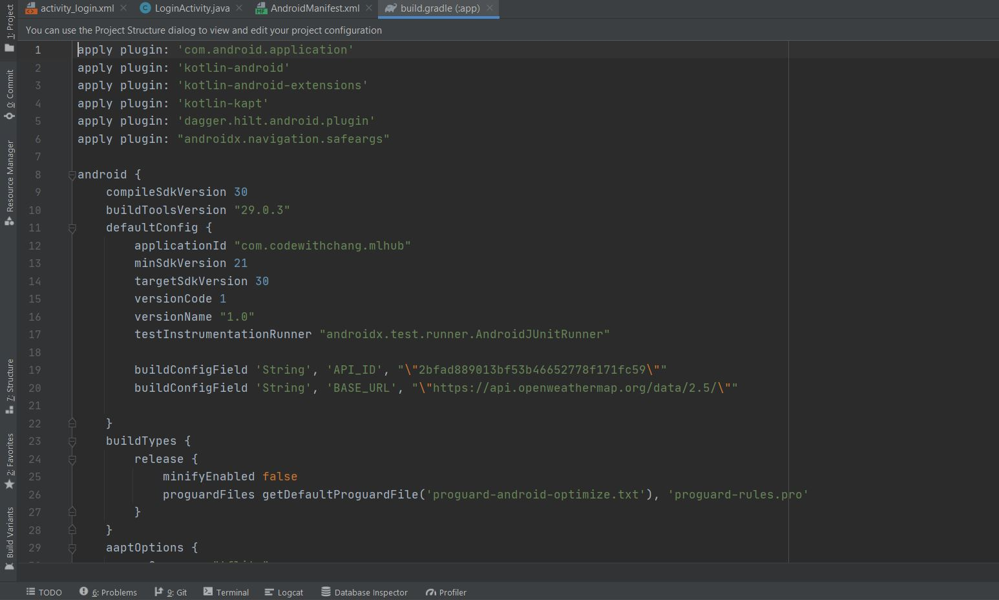 activity_login.xml LoginActivity.java AndroidManifest.xml build.gradle (:app)
You can use the Project Structure dialog to view and edit your project configuration
1 apply plugin: 'com.android.application'
2 apply plugin: 'kotlin-android'
3 apply plugin: 'kotlin-android-extensions'
4 apply plugin: 'kotlin-kapt'
5 apply plugin: 'dagger.hilt.android.plugin'
6 apply plugin: "androidx.navigation.safeargs"
7
8 android {
9 compileSdkVersion 30
10 buildToolsVersion "29.0.3"
11 defaultConfig {
12 applicationId "com.codewithchang.mlhub"
13 minSdkVersion 21
14 targetSdkVersion 30
15 versionCode 1
16 versionName "1.0"
17 testInstrumentationRunner "androidx.test.runner.AndroidJUnitRunner"
18
19 buildConfigField 'String', 'API_ID', "\"2bfad889013bf53b46652778f171fc59\""
20 buildConfigField 'String', 'BASE_URL', "\"https://api.openweathermap.org/data/2.5/\""
21
22 }
23 buildTypes {
24 release {
25 minifyEnabled false
26 proguardFiles getDefaultProguardFile('proguard-android-optimize.txt'), 'proguard-rules.pro'
27 }
28 }
29 aaptOptions {
1: Project
0: Commit
Resource Manager
7: Structure
2: Favorites
Build Variants
TODO 6: Problems 9: Git Terminal Logcat Database Inspector Profiler